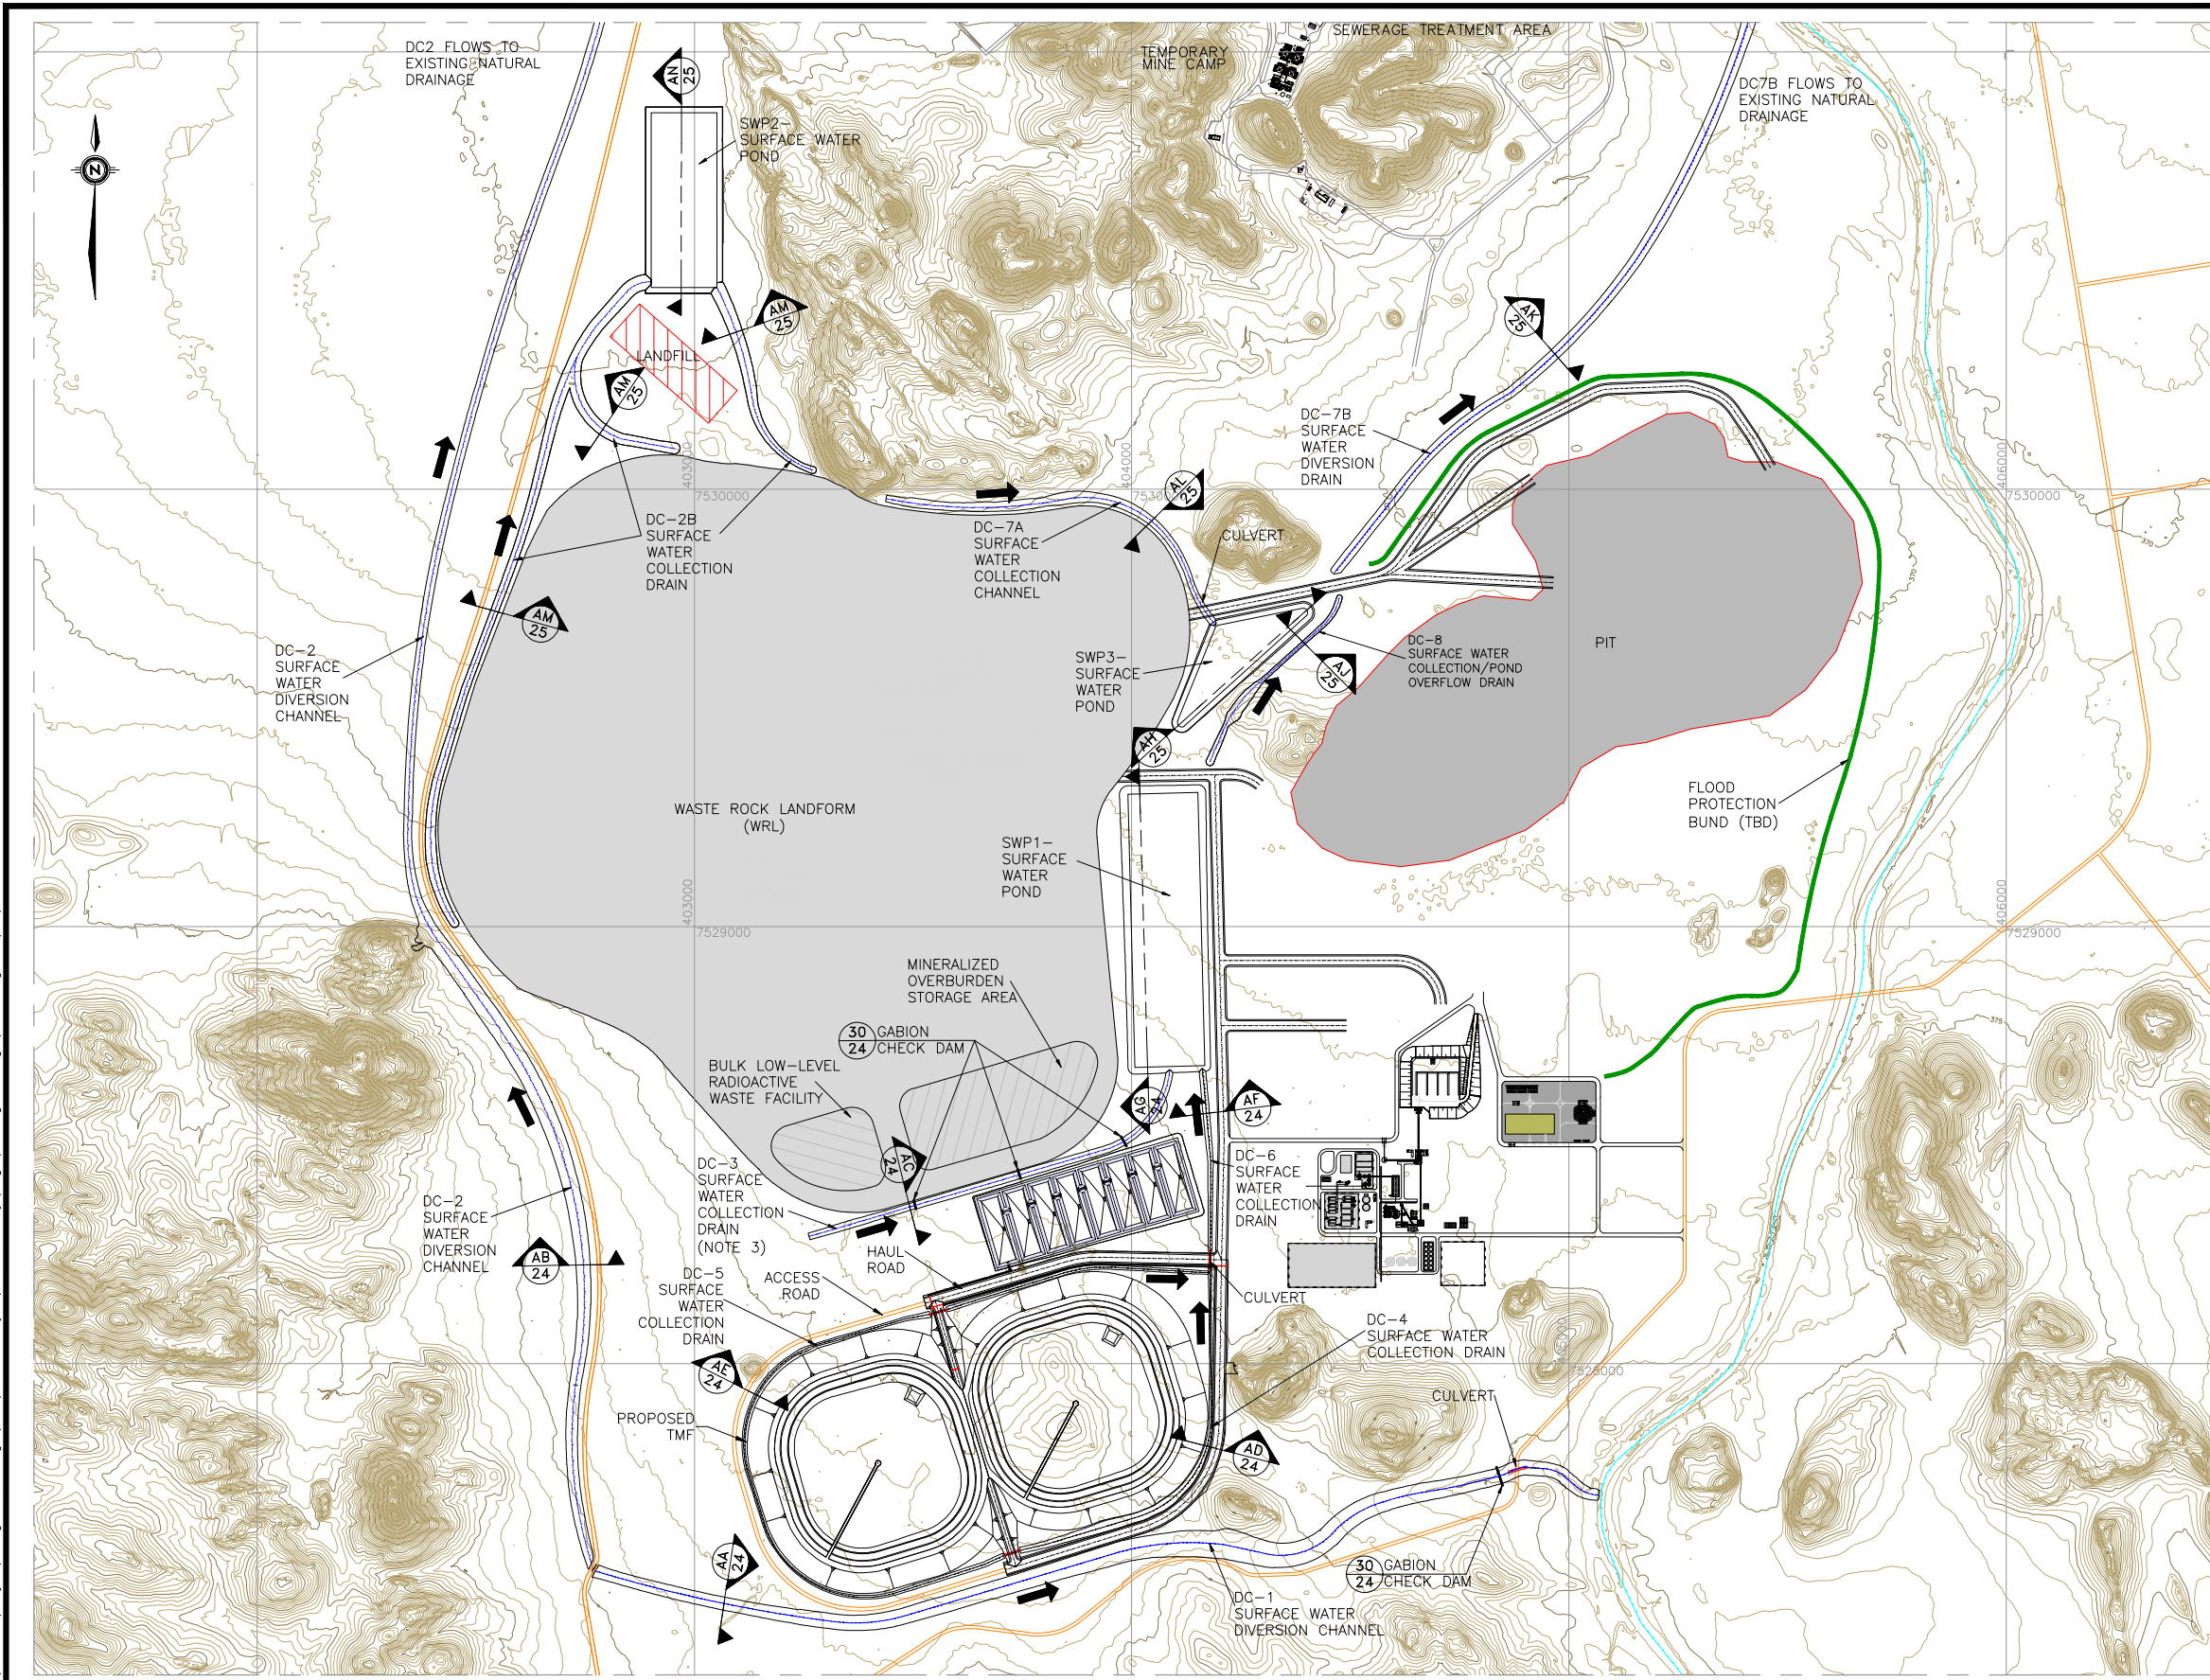 SEWERAGE TREATMENT AREA
DC2 FLOWS TO
EXISTING NATURAL
DRAINAGE
TEMPORARY
MINE CAMP
AN
25
DC7B FLOWS TO
EXISTING NATURAL
DRAINAGE
SWP2-
SURFACE WATER
POND
370
N
AM
25
AK
25
LANDFILL
AM
25
DC-7B
SURFACE
WATER
DIVERSION
DRAIN
403000
7530000
404000
7530000
406000
7530000
AL
25
DC-2B
SURFACE
WATER
COLLECTION
DRAIN
DC-7A
SURFACE
WATER
COLLECTION
CHANNEL
CULVERT
370
AM
25
DC-2
SURFACE
WATER
DIVERSION
CHANNEL
SWP3-
SURFACE
WATER
POND
DC-8
SURFACE WATER
COLLECTION/POND
OVERFLOW DRAIN
PIT
AJ
25
AH
25
WASTE ROCK LANDFORM
(WRL)
FLOOD
PROTECTION
BUND (TBD)
SWP1-
SURFACE
WATER
POND
403000
7529000
406000
7529000
MINERALIZED
OVERBURDEN
STORAGE AREA
30
24
GABION
CHECK DAM
375
BULK LOW-LEVEL
RADIOACTIVE
WASTE FACILITY
AG
24
AF
24
AC
24
DC-3
SURFACE
WATER
COLLECTION
DRAIN
(NOTE 3)
DC-6
SURFACE
WATER
COLLECTION
DRAIN
DC-2
SURFACE
WATER
DIVERSION
CHANNEL
AB
24
HAUL
ROAD
DC-5
SURFACE
WATER
COLLECTION
DRAIN
ACCESS
ROAD
CULVERT
DC-4
SURFACE WATER
COLLECTION DRAIN
7528000
AE
24
CULVERT
PROPOSED
TMF
AD
24
AA
24
30
24
GABION
CHECK DAM
DC-1
SURFACE WATER
DIVERSION CHANNEL